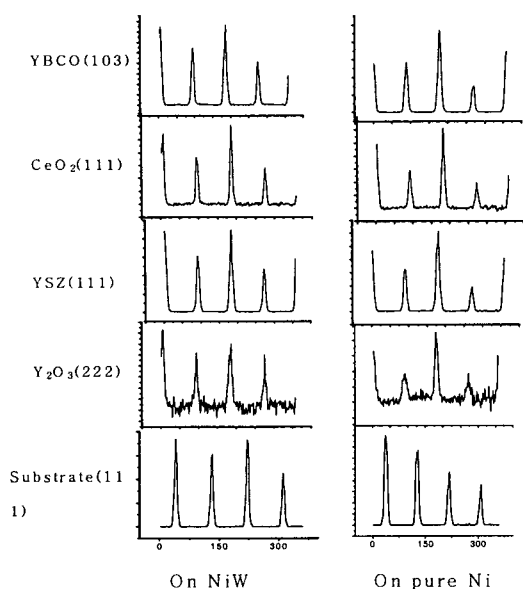 YBCO(103)
CeO₂(111)
YSZ(111)
Y₂O₃(222)
Substrate(11
1)
0 150 300
0 150 300
On NiW
On pure Ni